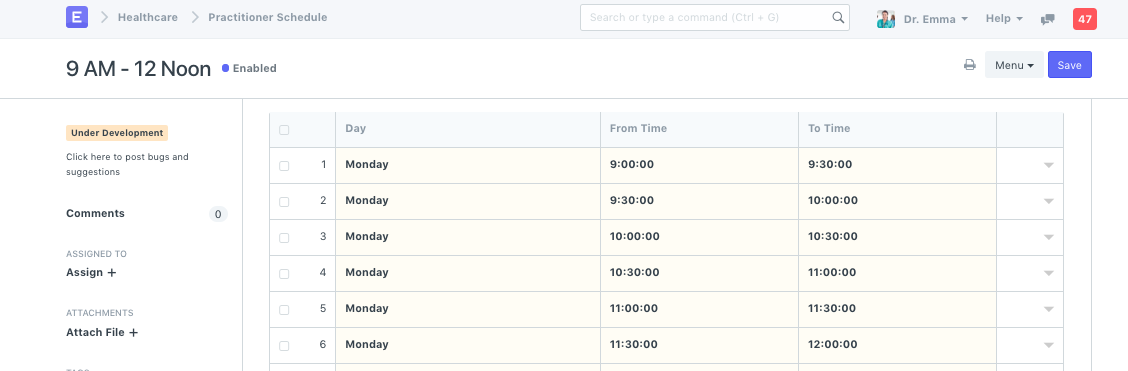 E Healthcare Practitioner Schedule Search or type a command (Ctrl + G) Dr. Emma Help 47
9 AM - 12 Noon Enabled Menu Save
Under Development
Click here to post bugs and
suggestions
Comments 0
ASSIGNED TO
Assign +
ATTACHMENTS
Attach File +
Day From Time To Time
1 Monday 9:00:00 9:30:00
2 Monday 9:30:00 10:00:00
3 Monday 10:00:00 10:30:00
4 Monday 10:30:00 11:00:00
5 Monday 11:00:00 11:30:00
6 Monday 11:30:00 12:00:00